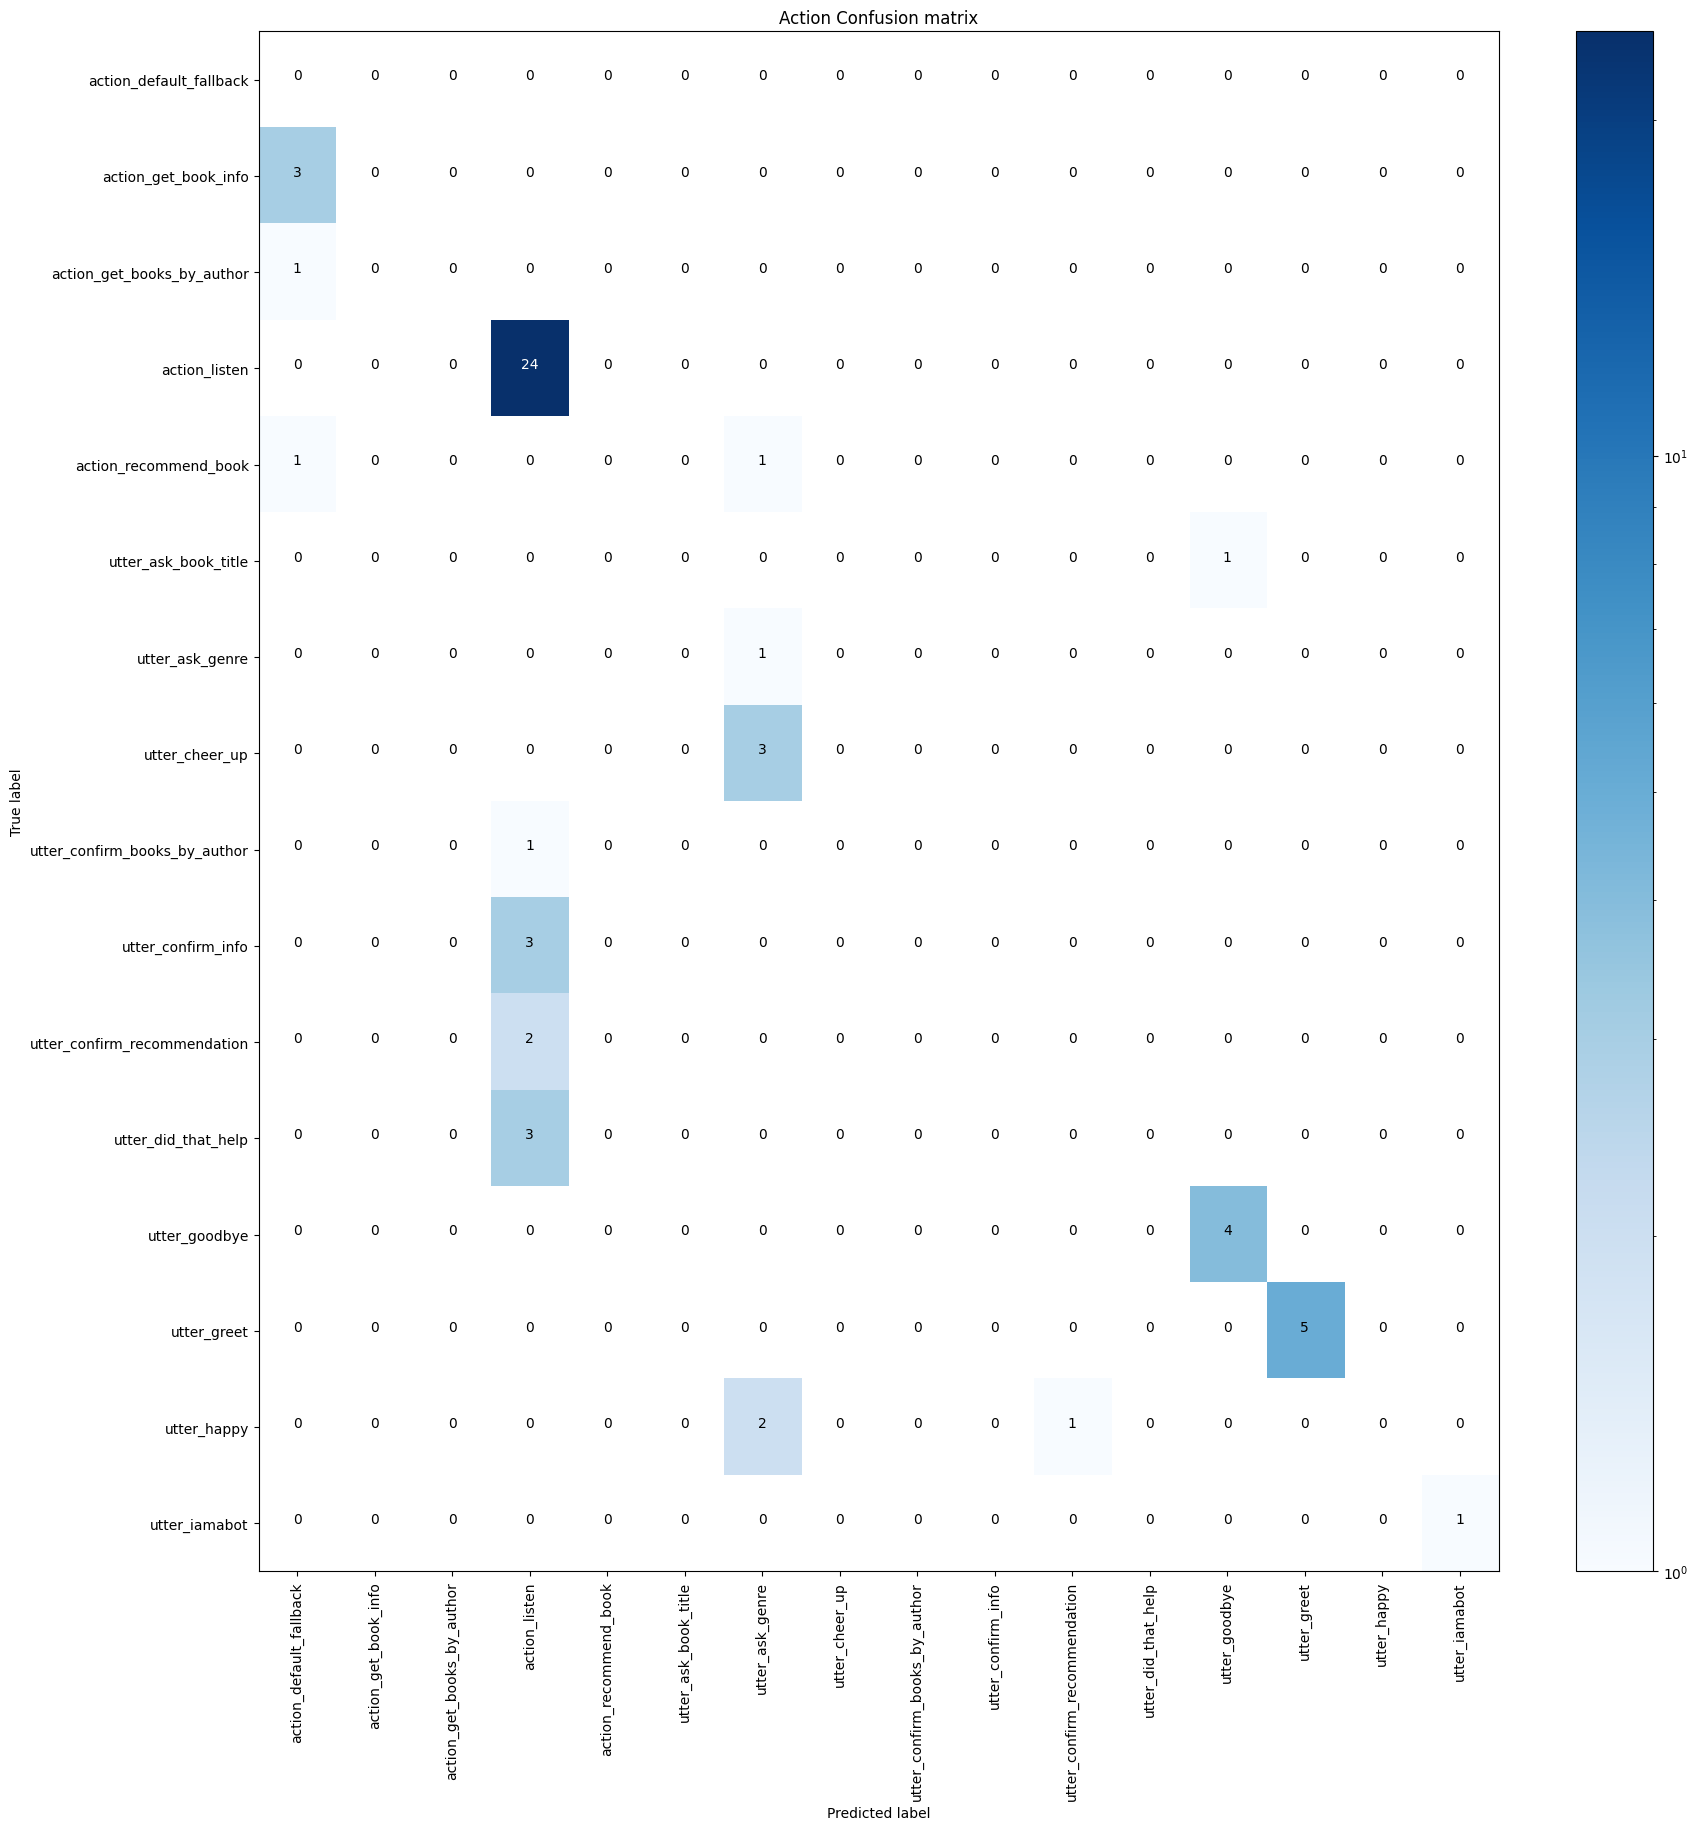 Action Confusion matrix
action_default_fallback 0 0 0 0 0 0 0 0 0 0 0 0 0 0 0 0
action_get_book_info 3 0 0 0 0 0 0 0 0 0 0 0 0 0 0 0
action_get_books_by_author 1 0 0 0 0 0 0 0 0 0 0 0 0 0 0 0
action_listen 0 0 0 24 0 0 0 0 0 0 0 0 0 0 0 0
action_recommend_book 1 0 0 0 0 0 1 0 0 0 0 0 0 0 0 0
utter_ask_book_title 0 0 0 0 0 0 0 0 0 0 0 0 1 0 0 0
utter_ask_genre 0 0 0 0 0 0 1 0 0 0 0 0 0 0 0 0
utter_cheer_up 0 0 0 0 0 0 3 0 0 0 0 0 0 0 0 0
utter_confirm_books_by_author 0 0 0 1 0 0 0 0 0 0 0 0 0 0 0 0
utter_confirm_info 0 0 0 3 0 0 0 0 0 0 0 0 0 0 0 0
utter_confirm_recommendation 0 0 0 2 0 0 0 0 0 0 0 0 0 0 0 0
utter_did_that_help 0 0 0 3 0 0 0 0 0 0 0 0 0 0 0 0
utter_goodbye 0 0 0 0 0 0 0 0 0 0 0 0 4 0 0 0
utter_greet 0 0 0 0 0 0 0 0 0 0 0 0 0 5 0 0
utter_happy 0 0 0 0 0 0 2 0 0 0 1 0 0 0 0 0
utter_iamabot 0 0 0 0 0 0 0 0 0 0 0 0 0 0 0 1
True label
action_default_fallback
action_get_book_info
action_get_books_by_author
action_listen
action_recommend_book
utter_ask_book_title
utter_ask_genre
utter_cheer_up
utter_confirm_books_by_author
utter_confirm_info
utter_confirm_recommendation
utter_did_that_help
utter_goodbye
utter_greet
utter_happy
utter_iamabot
Predicted label
10¹
10⁰